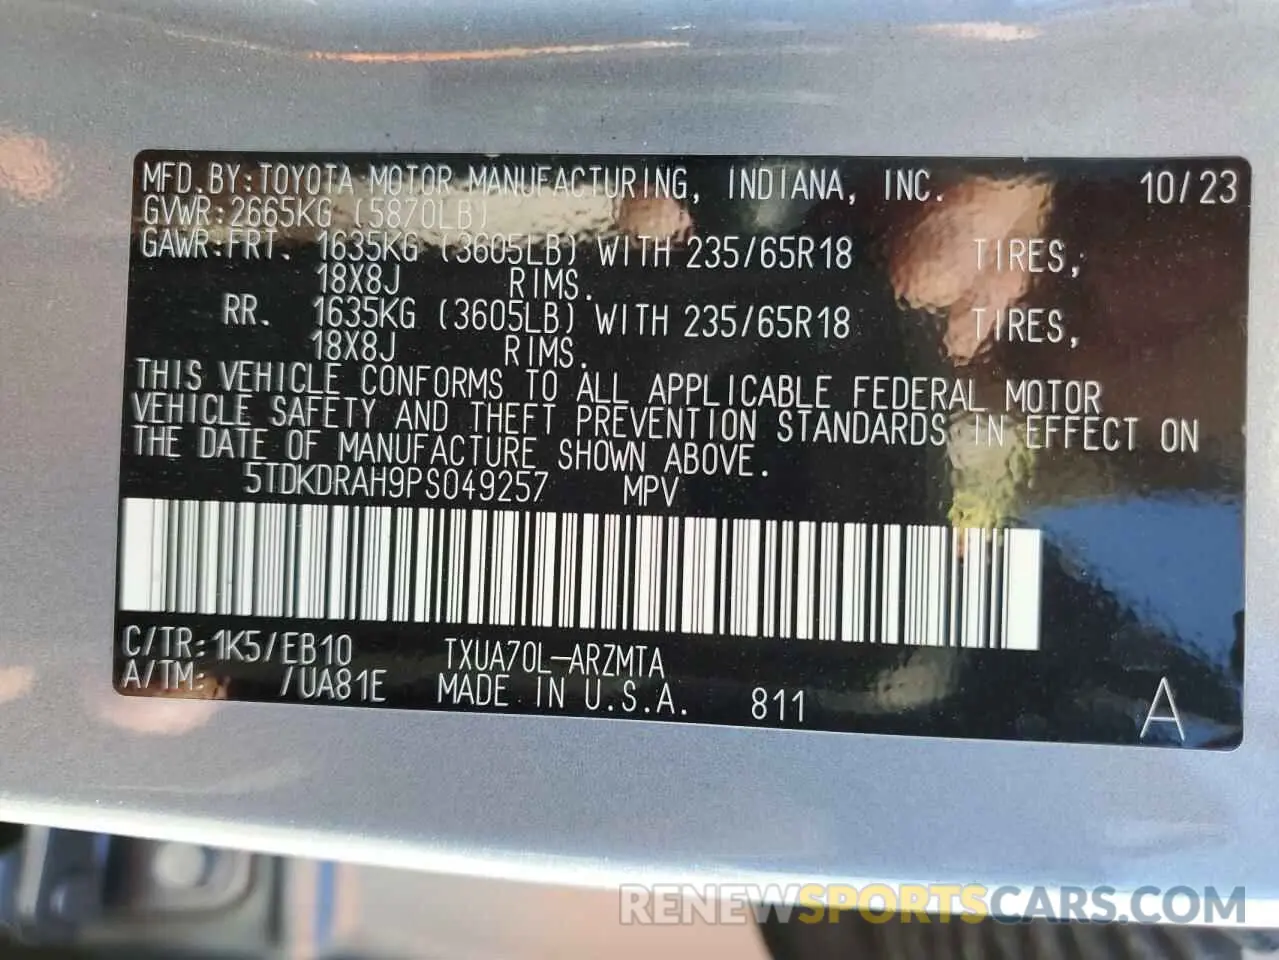 MFD.BY:TOYOTA MOTOR MANUFACTURING, INDIANA, INC. 10/23
GVWR:2665KG (5870LB)
GAWR:FRT. 1635KG (3605LB) WITH 235/65R18 TIRES,
18X8J RIMS.
RR. 1635KG (3605LB) WITH 235/65R18 TIRES,
18X8J RIMS.
THIS VEHICLE CONFORMS TO ALL APPLICABLE FEDERAL MOTOR
VEHICLE SAFETY AND THEFT PREVENTION STANDARDS IN EFFECT ON
THE DATE OF MANUFACTURE SHOWN ABOVE.
5TDKDRAH9PS049257 MPV
C/TR:1K5/EB10 TXUA70L-ARZMTA
A/TM: /UA81E MADE IN U.S.A. 811 A
RENEWSPORTSCARS.COM